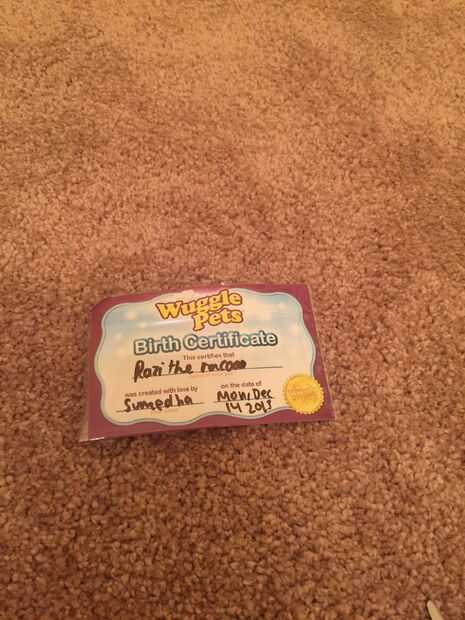 Wuggle
Pets
Birth Certificate
This certifies that
Razi the
was created with love by
on the date of
Sumedha
Mon, Dec
14 2015